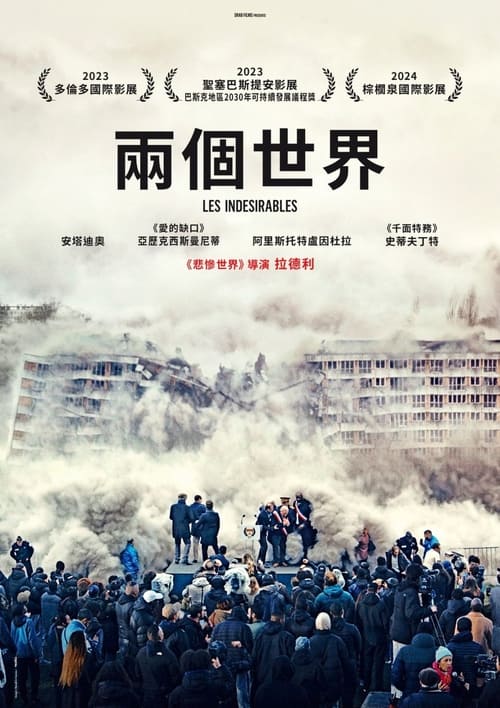 DRAD FILMS PRESENTS
2023
多倫多國際影展
2023
聖塞巴斯提安影展
巴斯克地區2030年可持續發展議程獎
2024
棕櫚泉國際影展
兩個世界
LES INDESIRABLES
安塔迪奧
《愛的缺口》
亞歷克西斯曼尼蒂
阿里斯托特盧因杜拉
《千面特務》
史蒂夫丁特
《悲慘世界》導演 拉德利